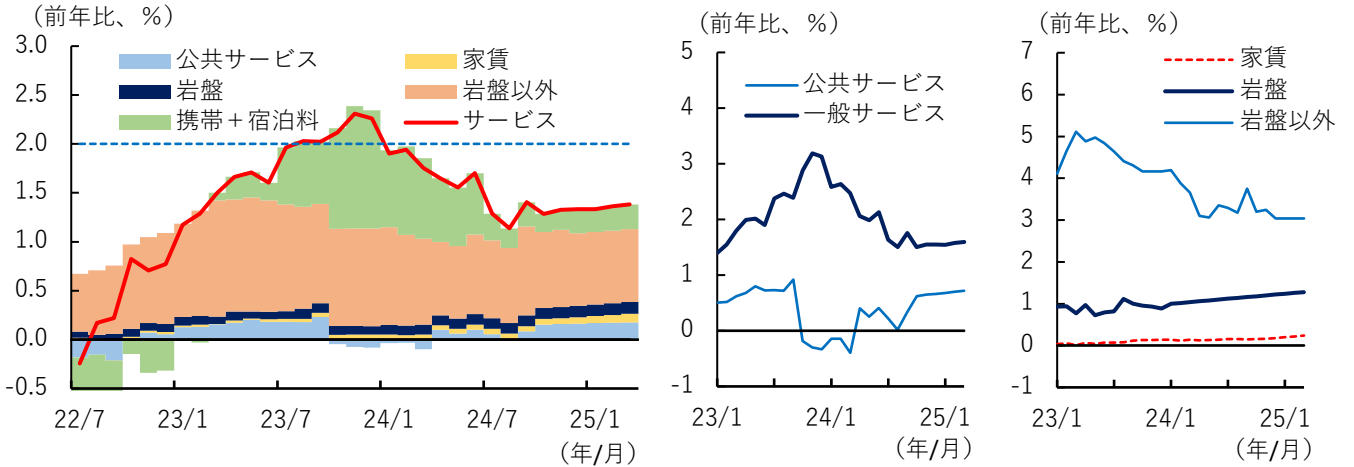 （前年比、%）
3.0
2.5
2.0
1.5
1.0
0.5
0.0
-0.5
公共サービス
家賃
岩盤
岩盤以外
携帯＋宿泊料
サービス
22/7
23/1
23/7
24/1
24/7
25/1
（年/月）
（前年比、%）
5
4
3
2
1
0
-1
公共サービス
一般サービス
23/1
24/1
25/1
（年/月）
（前年比、%）
7
6
5
4
3
2
1
0
-1
家賃
岩盤
岩盤以外
23/1
24/1
25/1
（年/月）